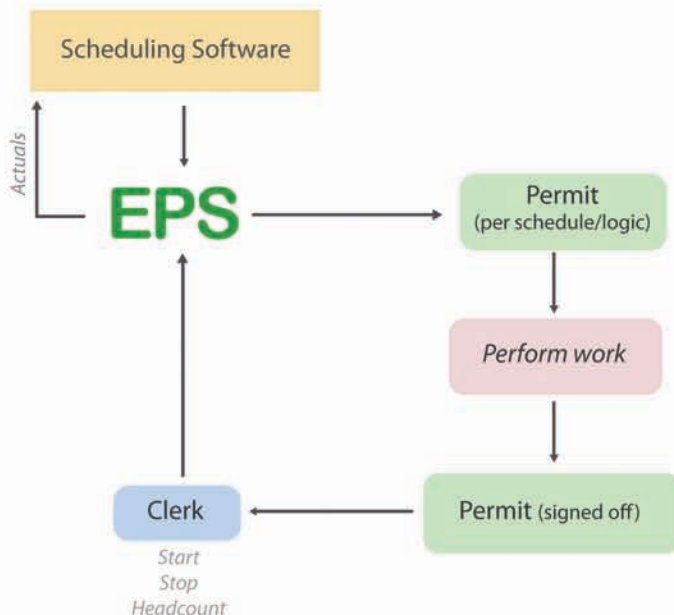 Scheduling Software
Actuals
EPS
Permit
(per schedule/logic)
Perform work
Permit (signed off)
Clerk
Start
Stop
Headcount